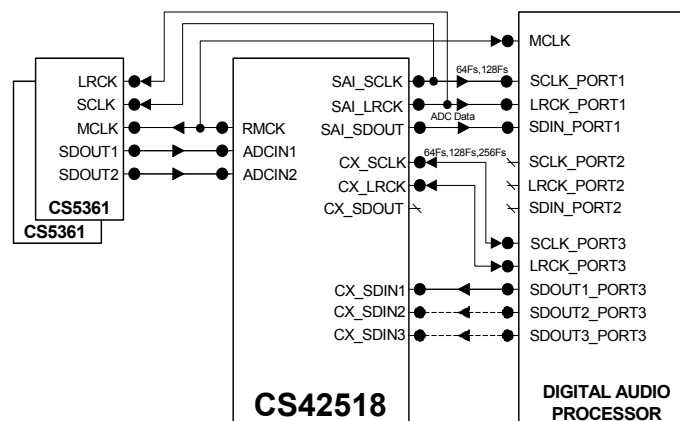 LRCK
SCLK
MCLK
SDOUT1
SDOUT2
CS5361
CS5361
RMCK
ADCIN1
ADCIN2
SAI_SCLK
SAI_LRCK
SAI_SDOUT
CX_SCLK
CX_LRCK
CX_SDOUT
CX_SDIN1
CX_SDIN2
CX_SDIN3
CS42518
64Fs,128Fs
ADC Data
64Fs,128Fs,256Fs
MCLK
SCLK_PORT1
LRCK_PORT1
SDIN_PORT1
SCLK_PORT2
LRCK_PORT2
SDIN_PORT2
SCLK_PORT3
LRCK_PORT3
SDOUT1_PORT3
SDOUT2_PORT3
SDOUT3_PORT3
DIGITAL AUDIO
PROCESSOR